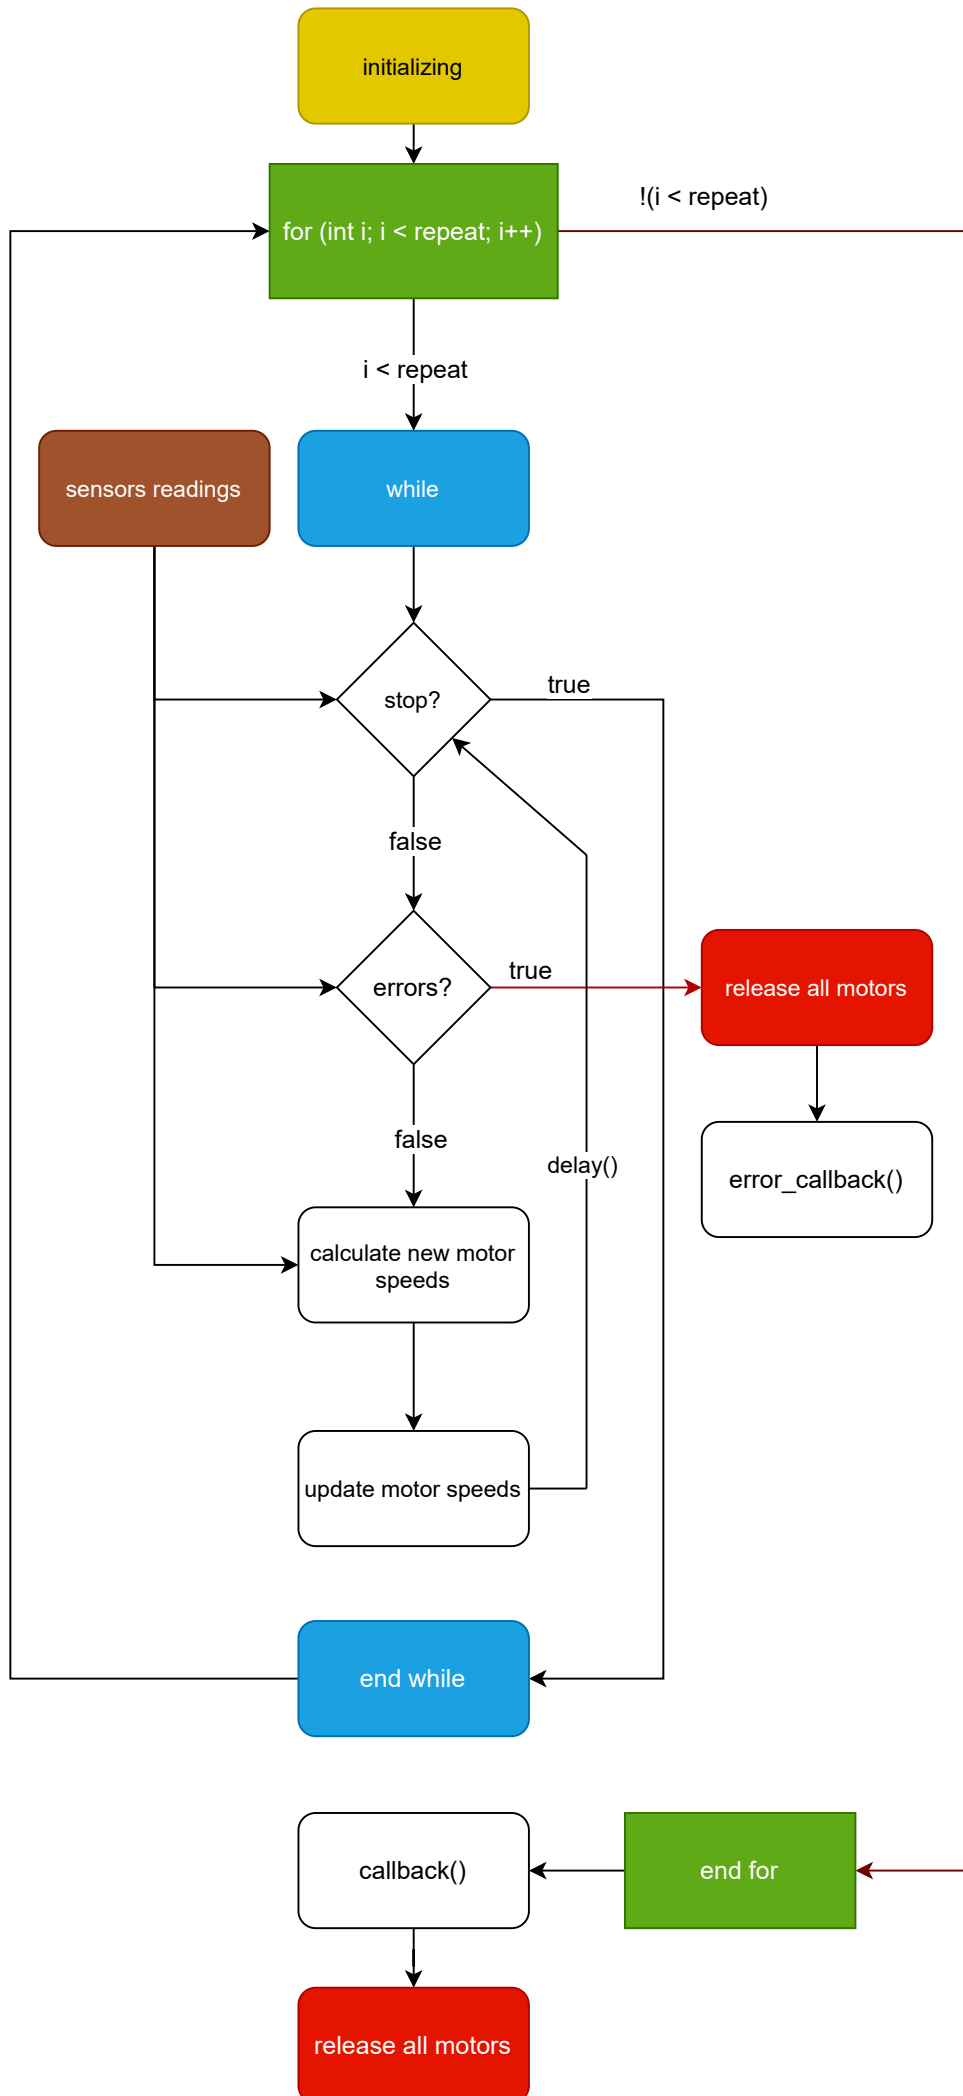 initializing
!(i < repeat)
for (int i; i < repeat; i++)
i < repeat
sensors readings
while
stop?
true
false
errors?
true
release all motors
false
delay()
error_callback()
calculate new motor
speeds
update motor speeds
end while
callback()
end for
release all motors